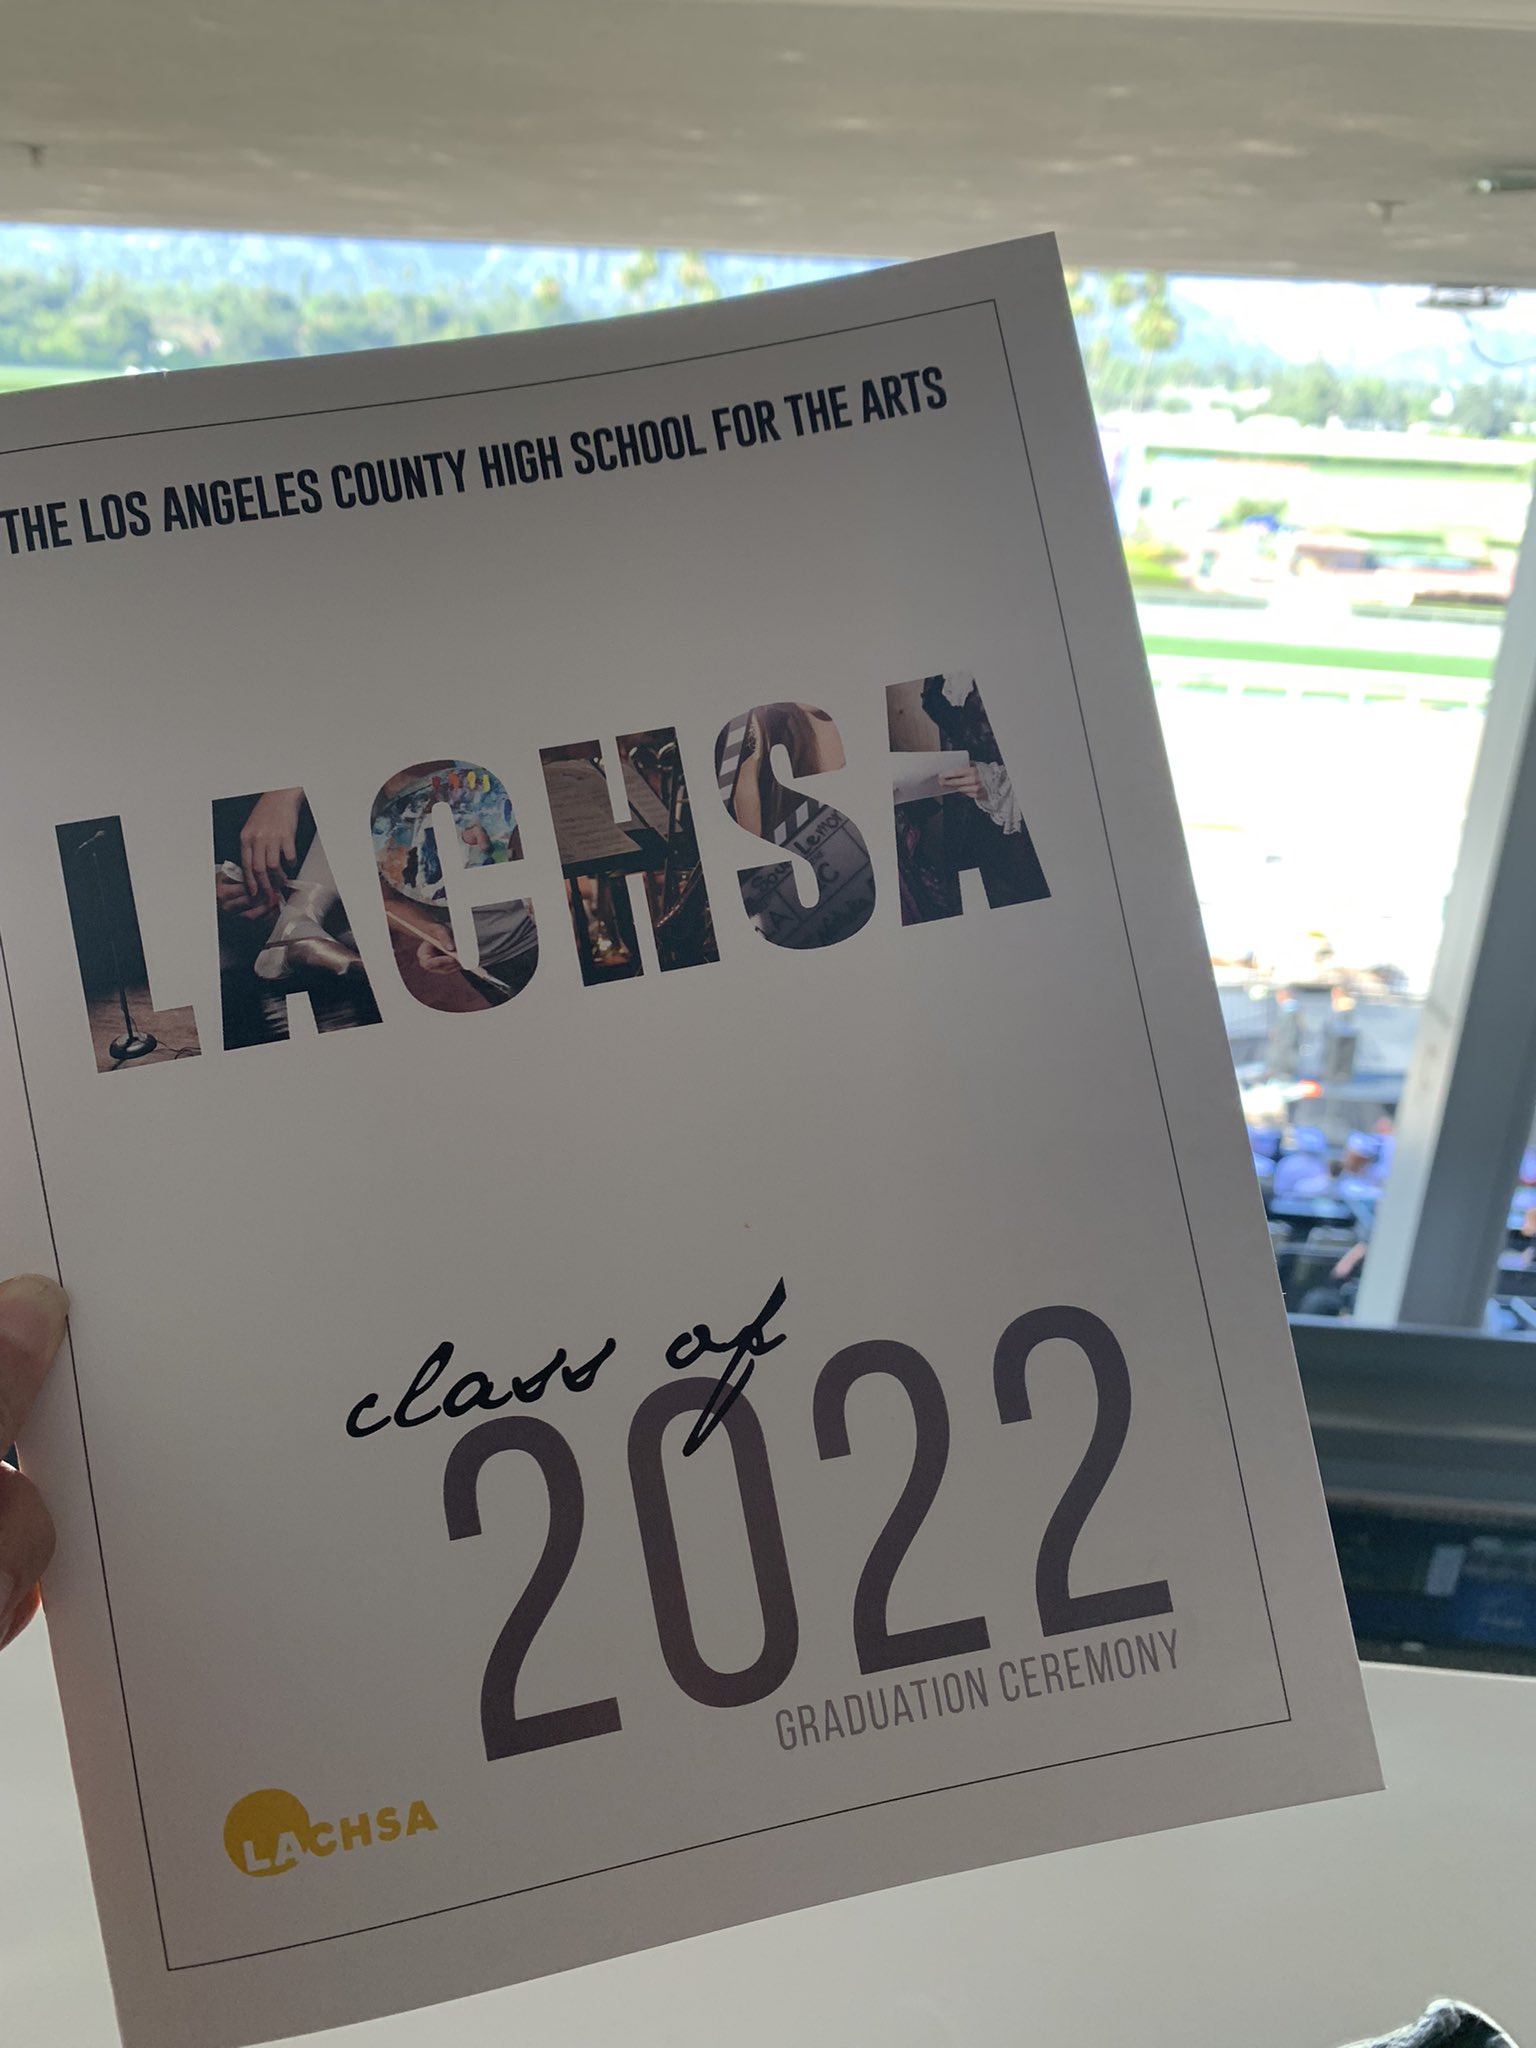 THE LOS ANGELES COUNTY HIGH SCHOOL FOR THE ARTS
LACHSA
class of
2022
GRADUATION CEREMONY
LACHSA